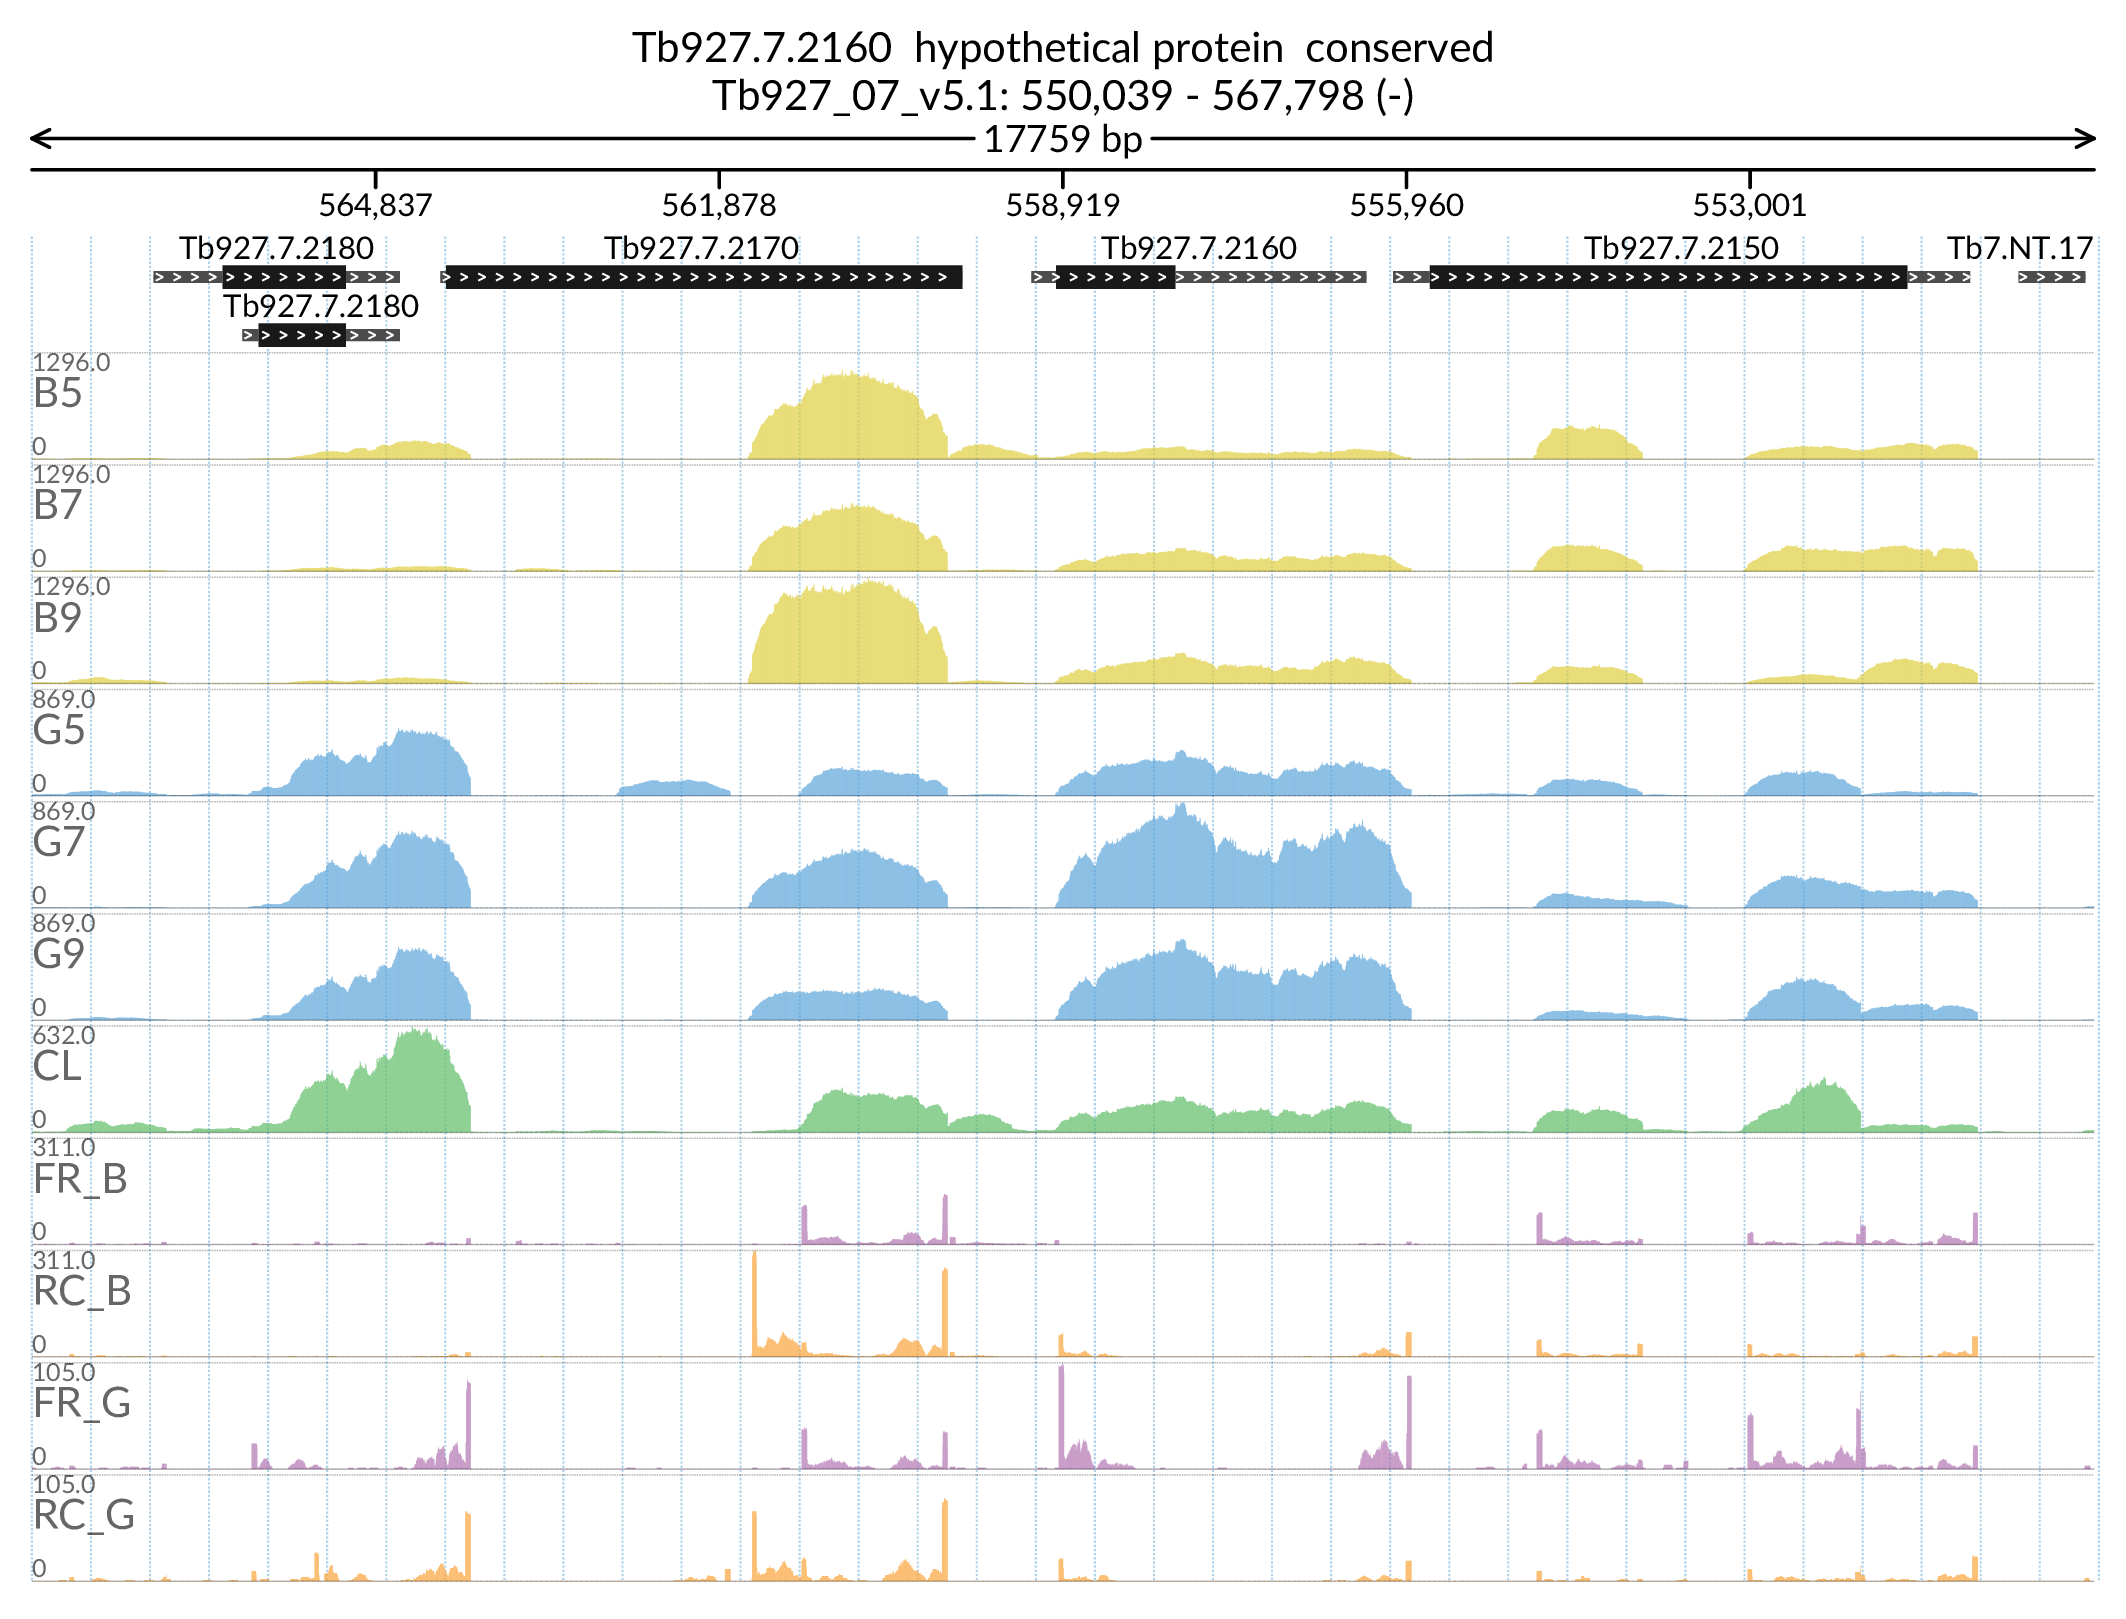 Tb927.7.2160 hypothetical protein conserved
Tb927_07_v5.1: 550,039 - 567,798 (-)
17759 bp
564,837 561,878 558,919 555,960 553,001
Tb927.7.2180 Tb927.7.2170 Tb927.7.2160 Tb927.7.2150 Tb7.NT.17
Tb927.7.2180
1296.0
B5
0
1296.0
B7
0
1296.0
B9
0
869.0
G5
0
869.0
G7
0
869.0
G9
0
632.0
CL
0
311.0
FR_B
0
311.0
RC_B
0
105.0
FR_G
0
105.0
RC_G
0